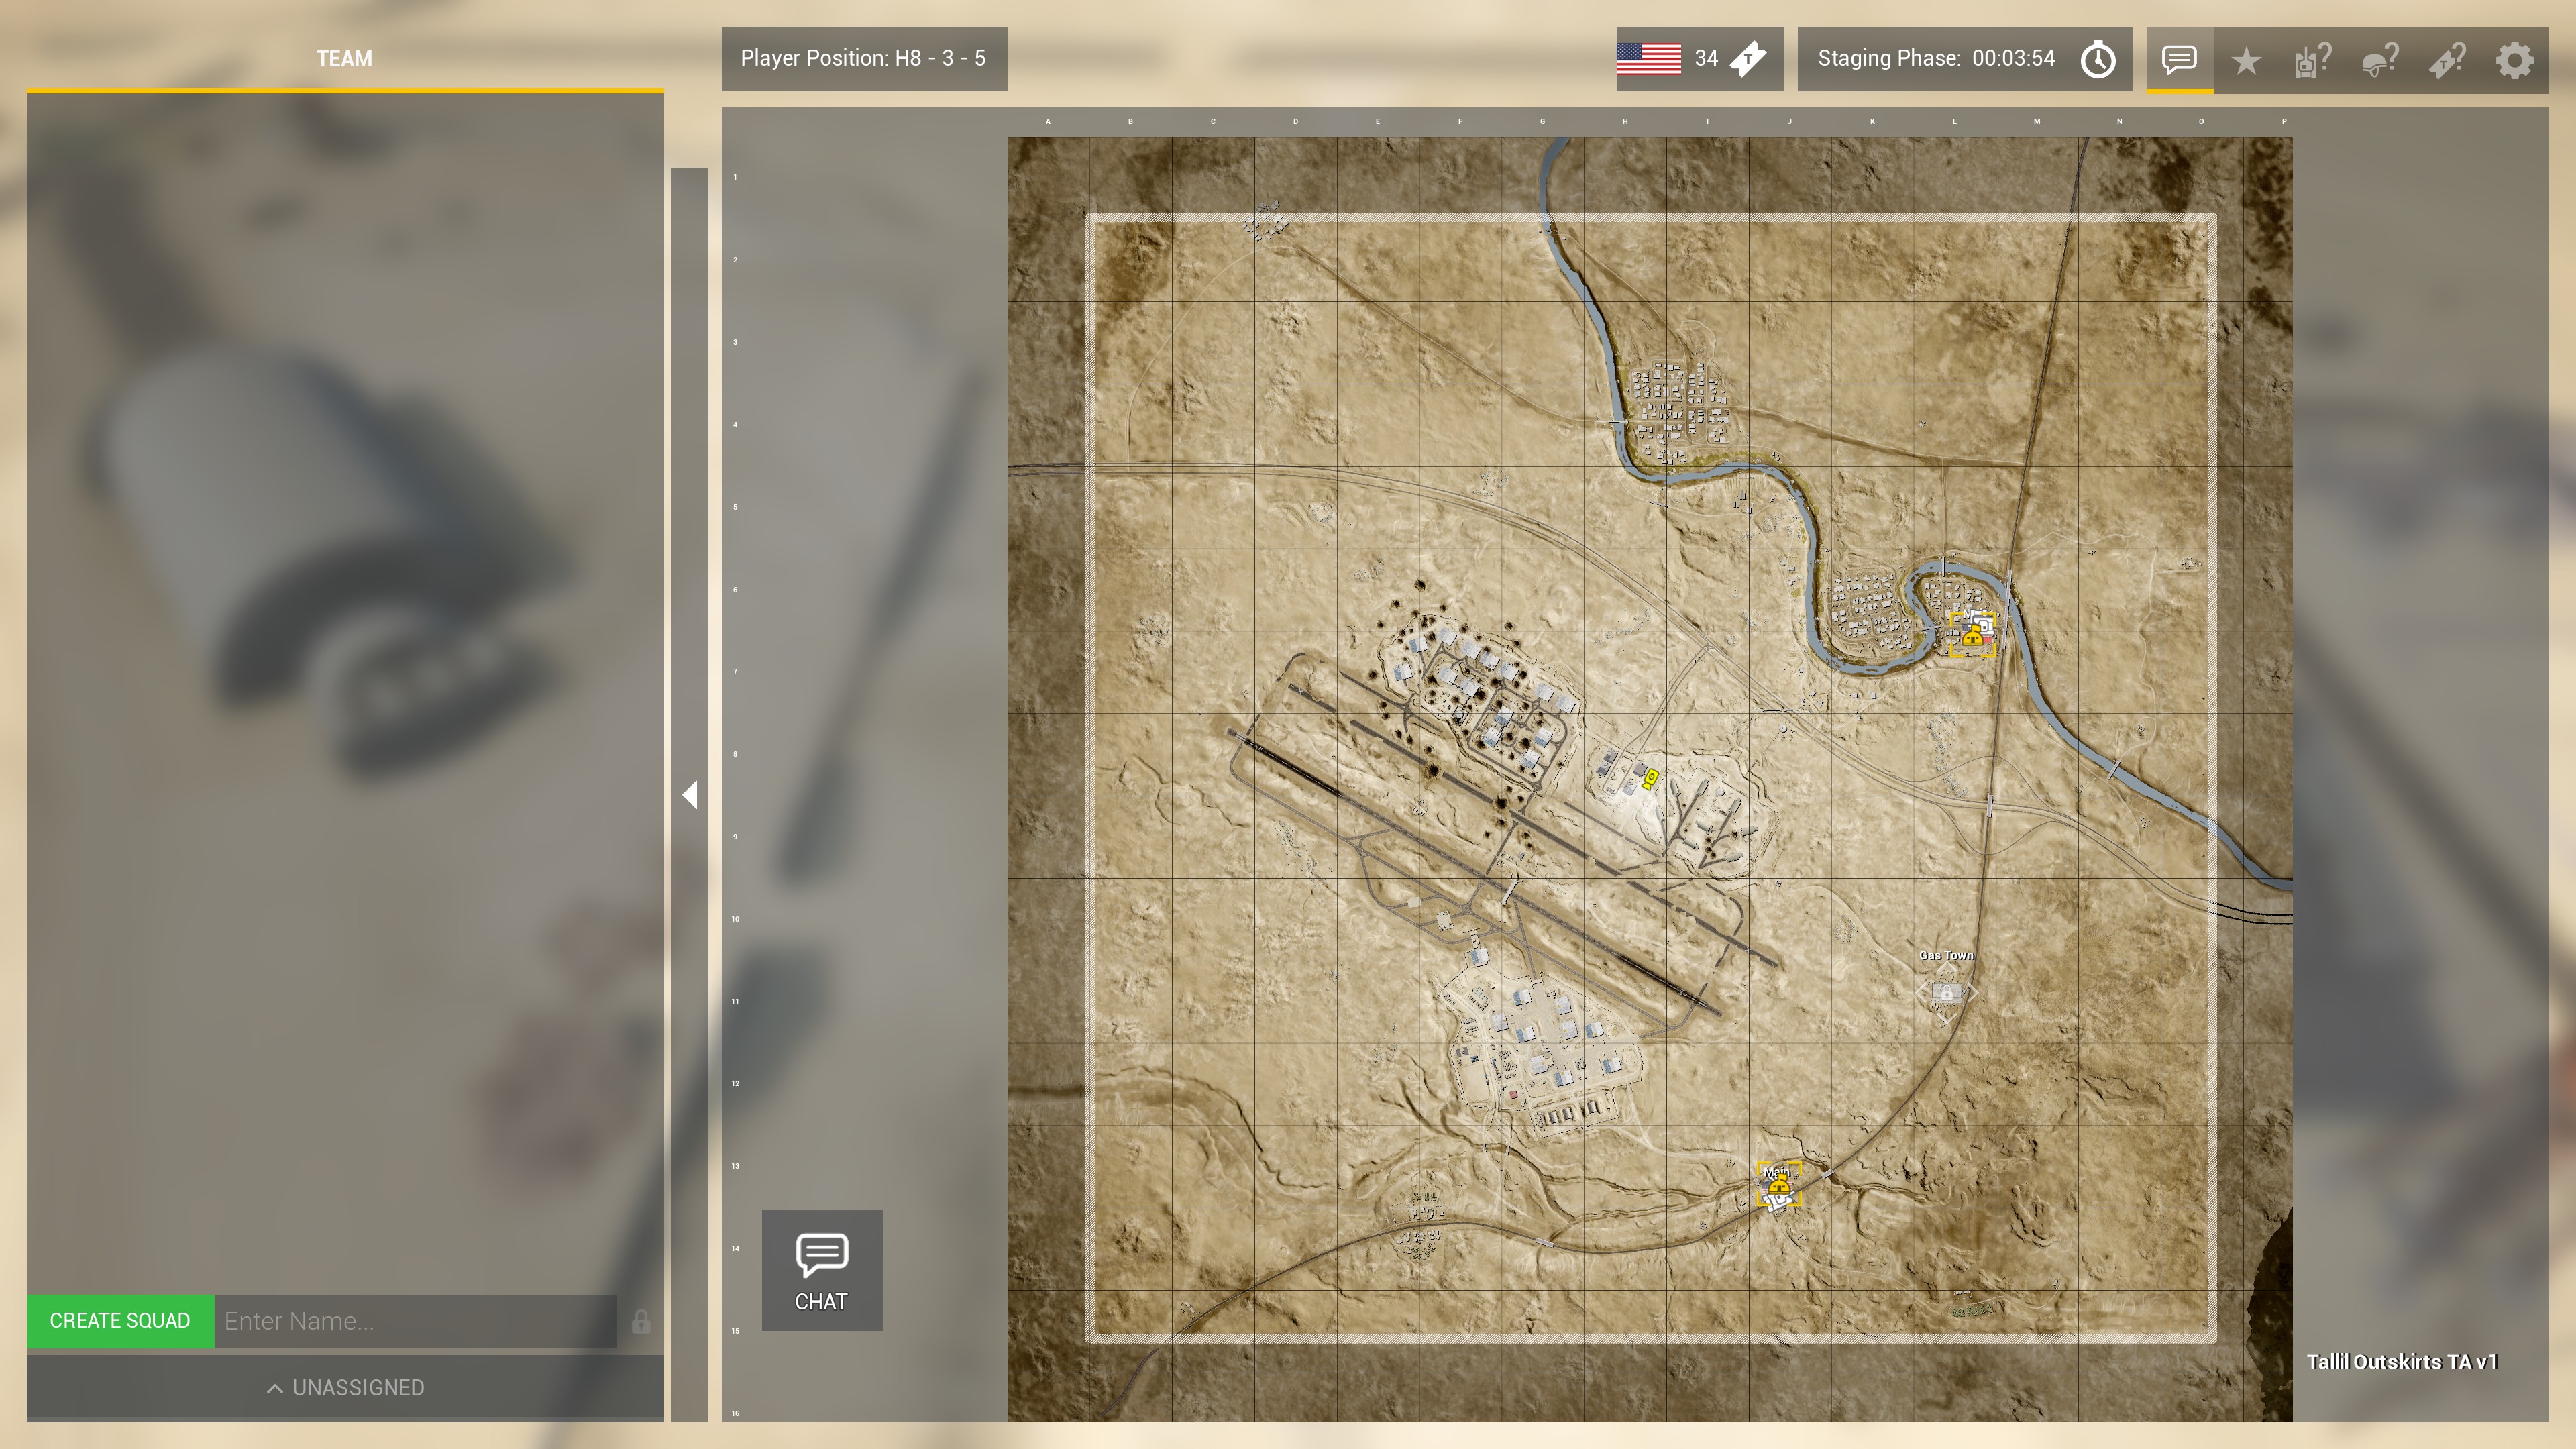 TEAM
Player Position: H8 - 3 - 5
34
T
Staging Phase: 00:03:54
A B C D E F G H I J K L M N O P
1
2
3
4
5
6
7
8
9
10
11
12
13
14
15
16
Gas Town
Main
CHAT
CREATE SQUAD
Enter Name...
UNASSIGNED
Tallil Outskirts TA v1